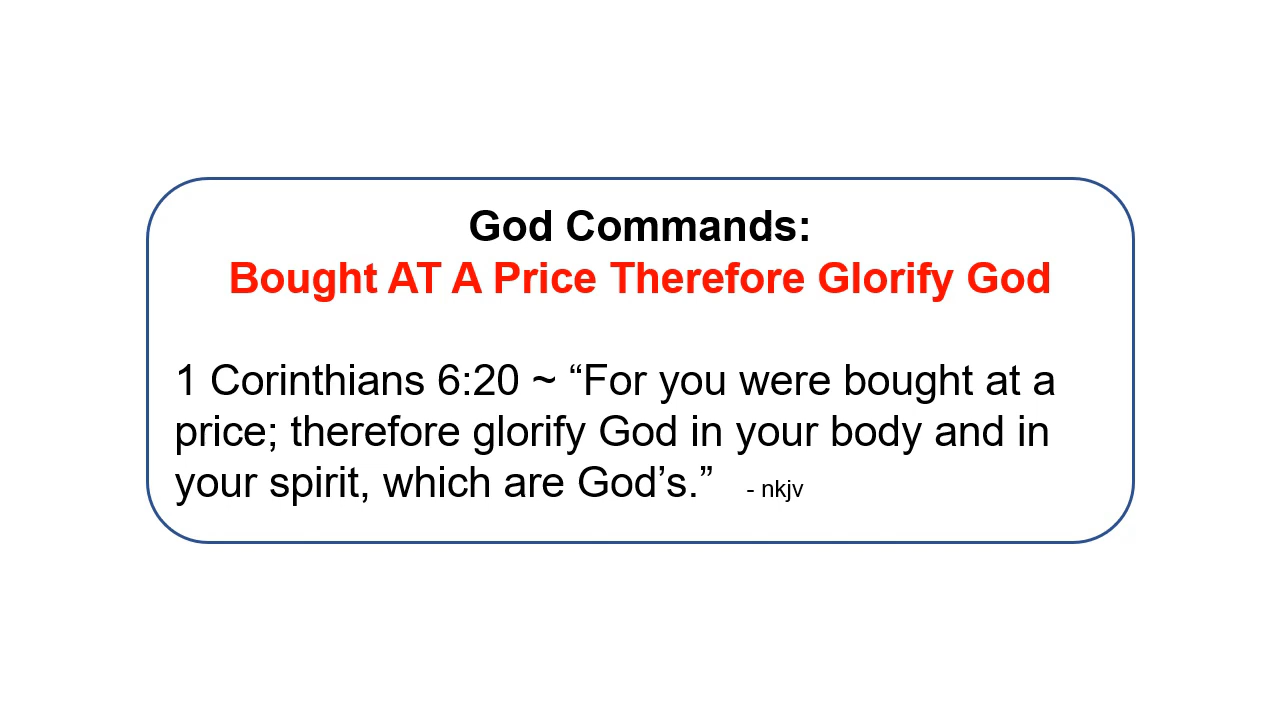 God Commands:
Bought AT A Price Therefore Glorify God
1 Corinthians 6:20 ~ “For you were bought at a
price; therefore glorify God in your body and in
your spirit, which are God’s.” - nkjv